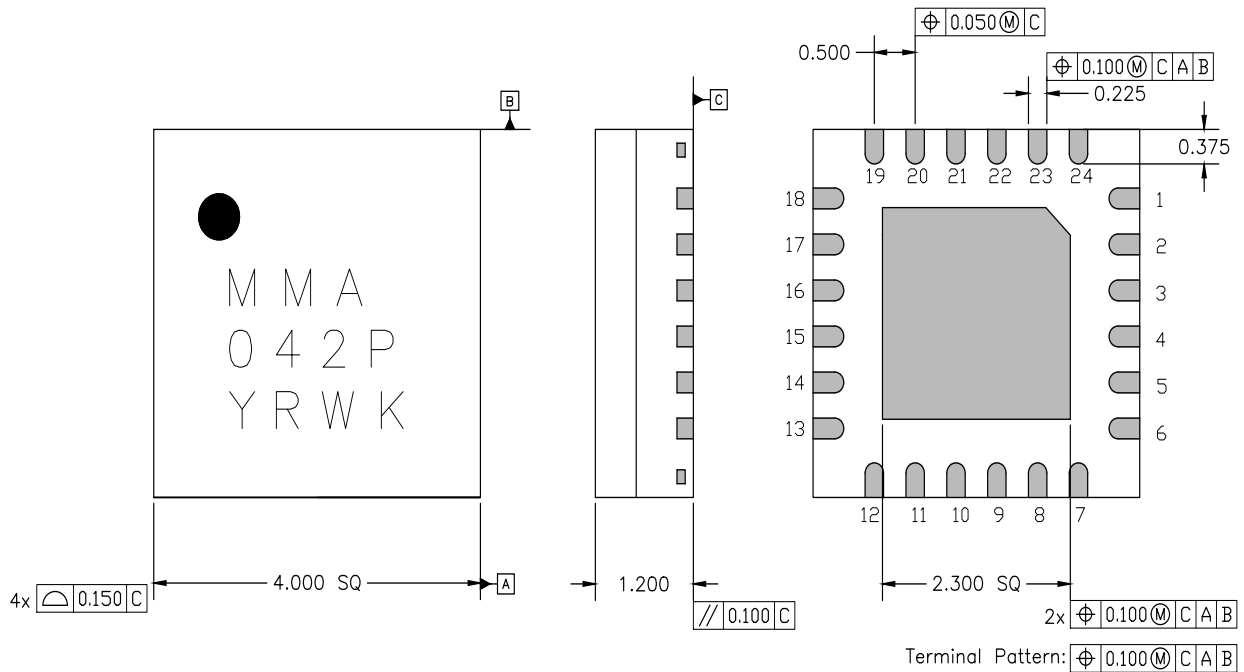 ⌖ 0.050 Ⓜ C
0.500
⌖ 0.100 Ⓜ C A B
0.225
0.375
B
C
MMA
042P
YRWK
19 20 21 22 23 24
18 1
17 2
16 3
15 4
14 5
13 6
12 11 10 9 8 7
4.000 SQ
A
1.200
2.300 SQ
4x ⌓ 0.150 C
// 0.100 C
2x ⌖ 0.100 Ⓜ C A B
Terminal Pattern: ⌖ 0.100 Ⓜ C A B